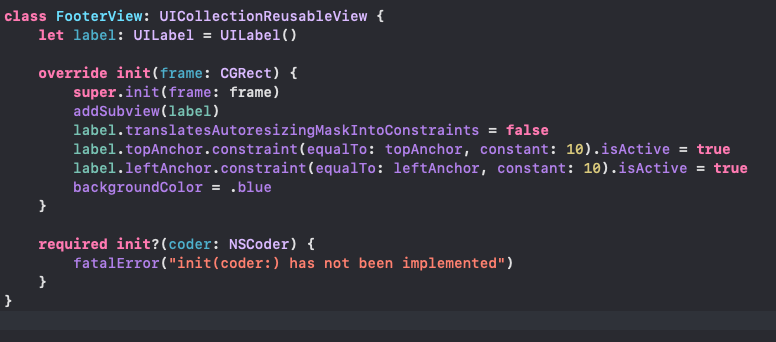 class FooterView: UICollectionReusableView {
    let label: UILabel = UILabel()

    override init(frame: CGRect) {
        super.init(frame: frame)
        addSubview(label)
        label.translatesAutoresizingMaskIntoConstraints = false
        label.topAnchor.constraint(equalTo: topAnchor, constant: 10).isActive = true
        label.leftAnchor.constraint(equalTo: leftAnchor, constant: 10).isActive = true
        backgroundColor = .blue
    }

    required init?(coder: NSCoder) {
        fatalError("init(coder:) has not been implemented")
    }
}